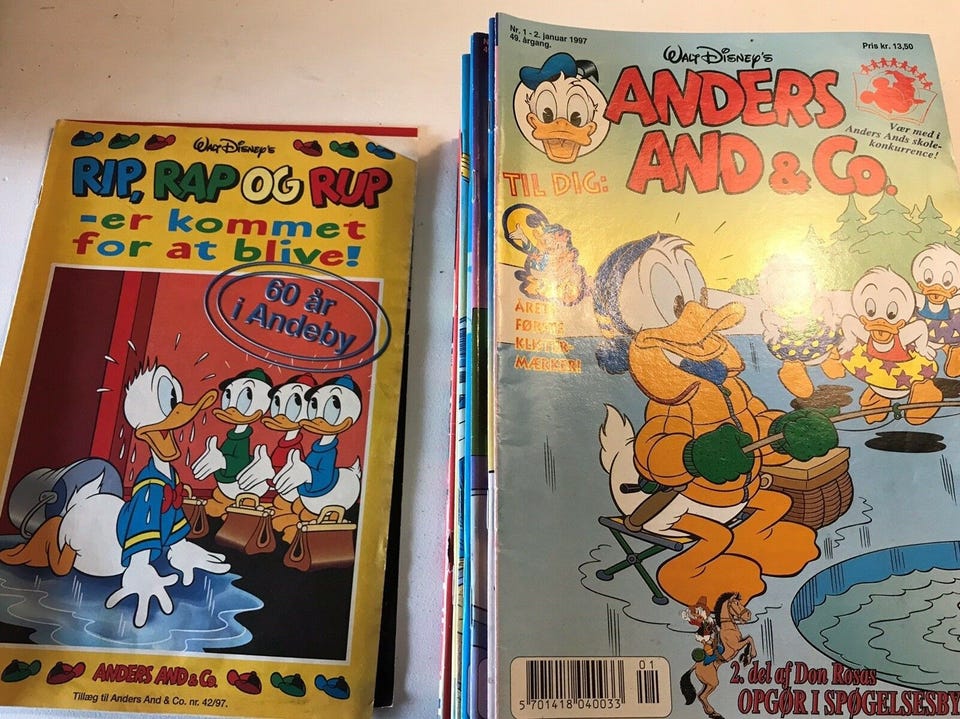 WALT DISNEY'S
RIP, RAP OG RUP
-er kommet
for at blive!
60 år
i Andeby
ANDERS AND & CO.
Tillæg til Anders And & Co. nr. 42/97.
Nr. 1 - 2. januar 1997
49. årgang.
Pris kr. 13,50
WALT DISNEY'S
ANDERS
AND & Co.
Vær med i
Anders Ands skole-
konkurrence!
TIL DIG:
ÅRETS
FØRSTE
KLISTER-
MÆRKER!
01
5 701418 040033
2. del af Don Rosas
OPGØR I SPØGELSESBY